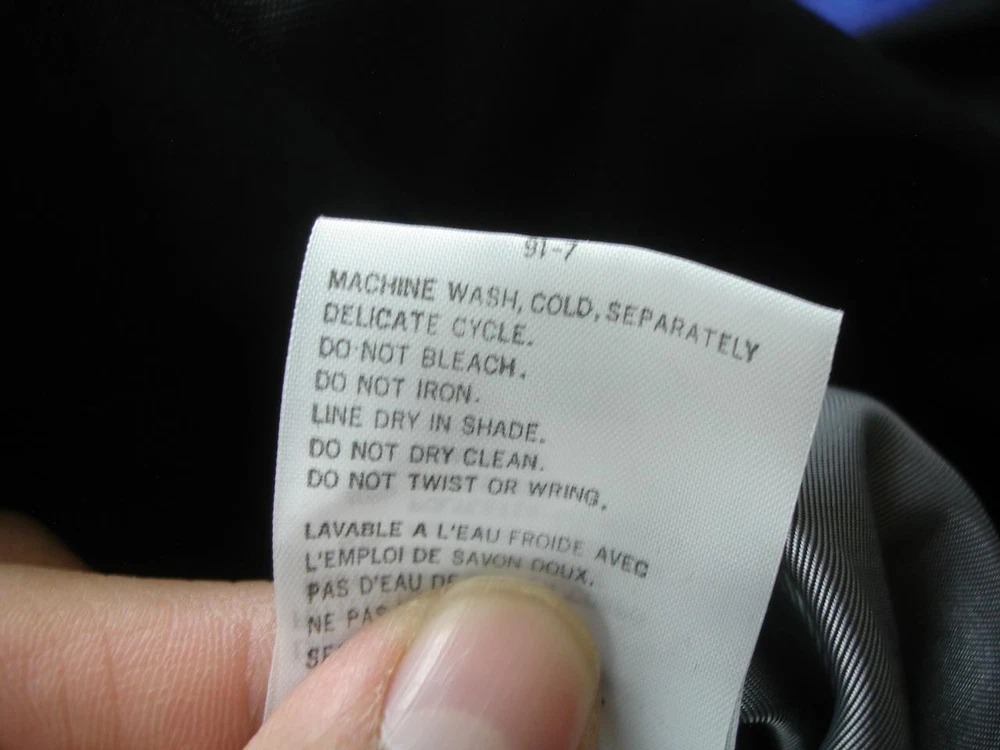 91-7
MACHINE WASH, COLD, SEPARATELY
DELICATE CYCLE.
DO NOT BLEACH.
DO NOT IRON.
LINE DRY IN SHADE.
DO NOT DRY CLEAN.
DO NOT TWIST OR WRING.
LAVABLE A L'EAU FROIDE AVEC
L'EMPLOI DE SAVON DOUX.
PAS D'EAU DE
NE PAS